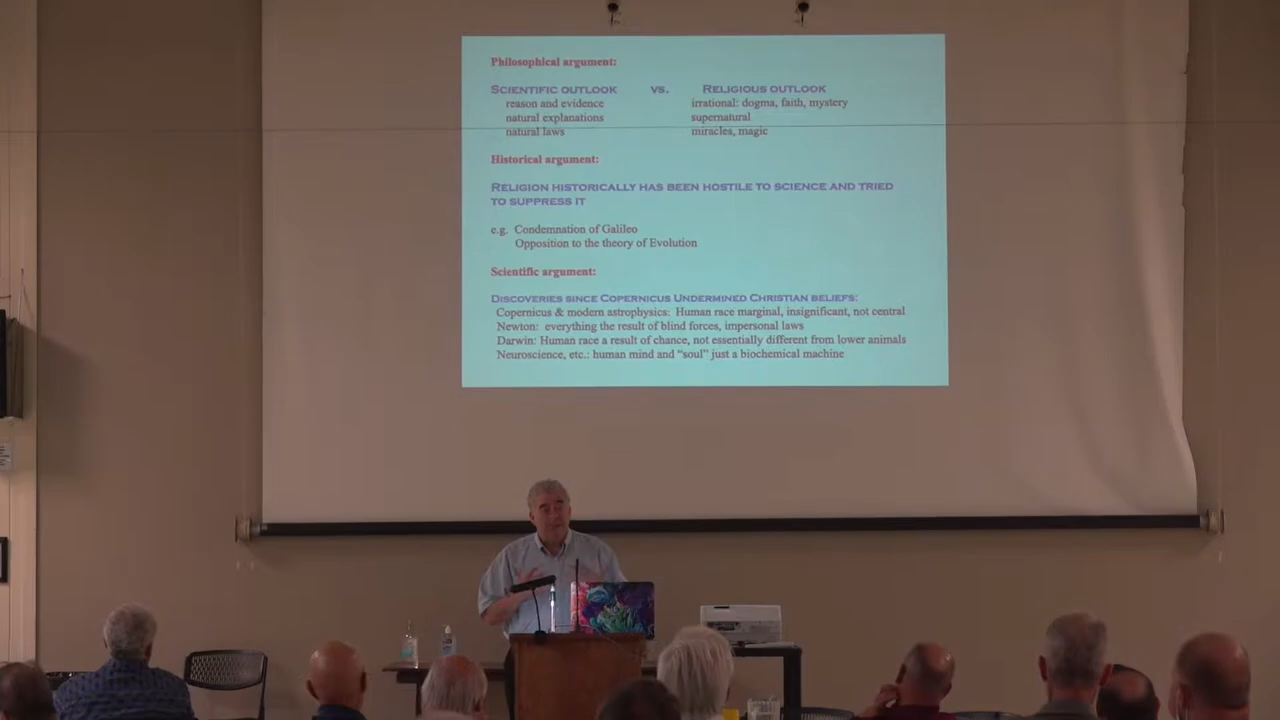 Philosophical argument:
SCIENTIFIC OUTLOOK VS. RELIGIOUS OUTLOOK
reason and evidence irrational: dogma, faith, mystery
natural explanations supernatural
natural laws miracles, magic
Historical argument:
RELIGION HISTORICALLY HAS BEEN HOSTILE TO SCIENCE AND TRIED
TO SUPPRESS IT
e.g. Condemnation of Galileo
Opposition to the theory of Evolution
Scientific argument:
DISCOVERIES SINCE COPERNICUS UNDERMINED CHRISTIAN BELIEFS:
Copernicus & modern astrophysics: Human race marginal, insignificant, not central
Newton: everything the result of blind forces, impersonal laws
Darwin: Human race a result of chance, not essentially different from lower animals
Neuroscience, etc.: human mind and “soul” just a biochemical machine